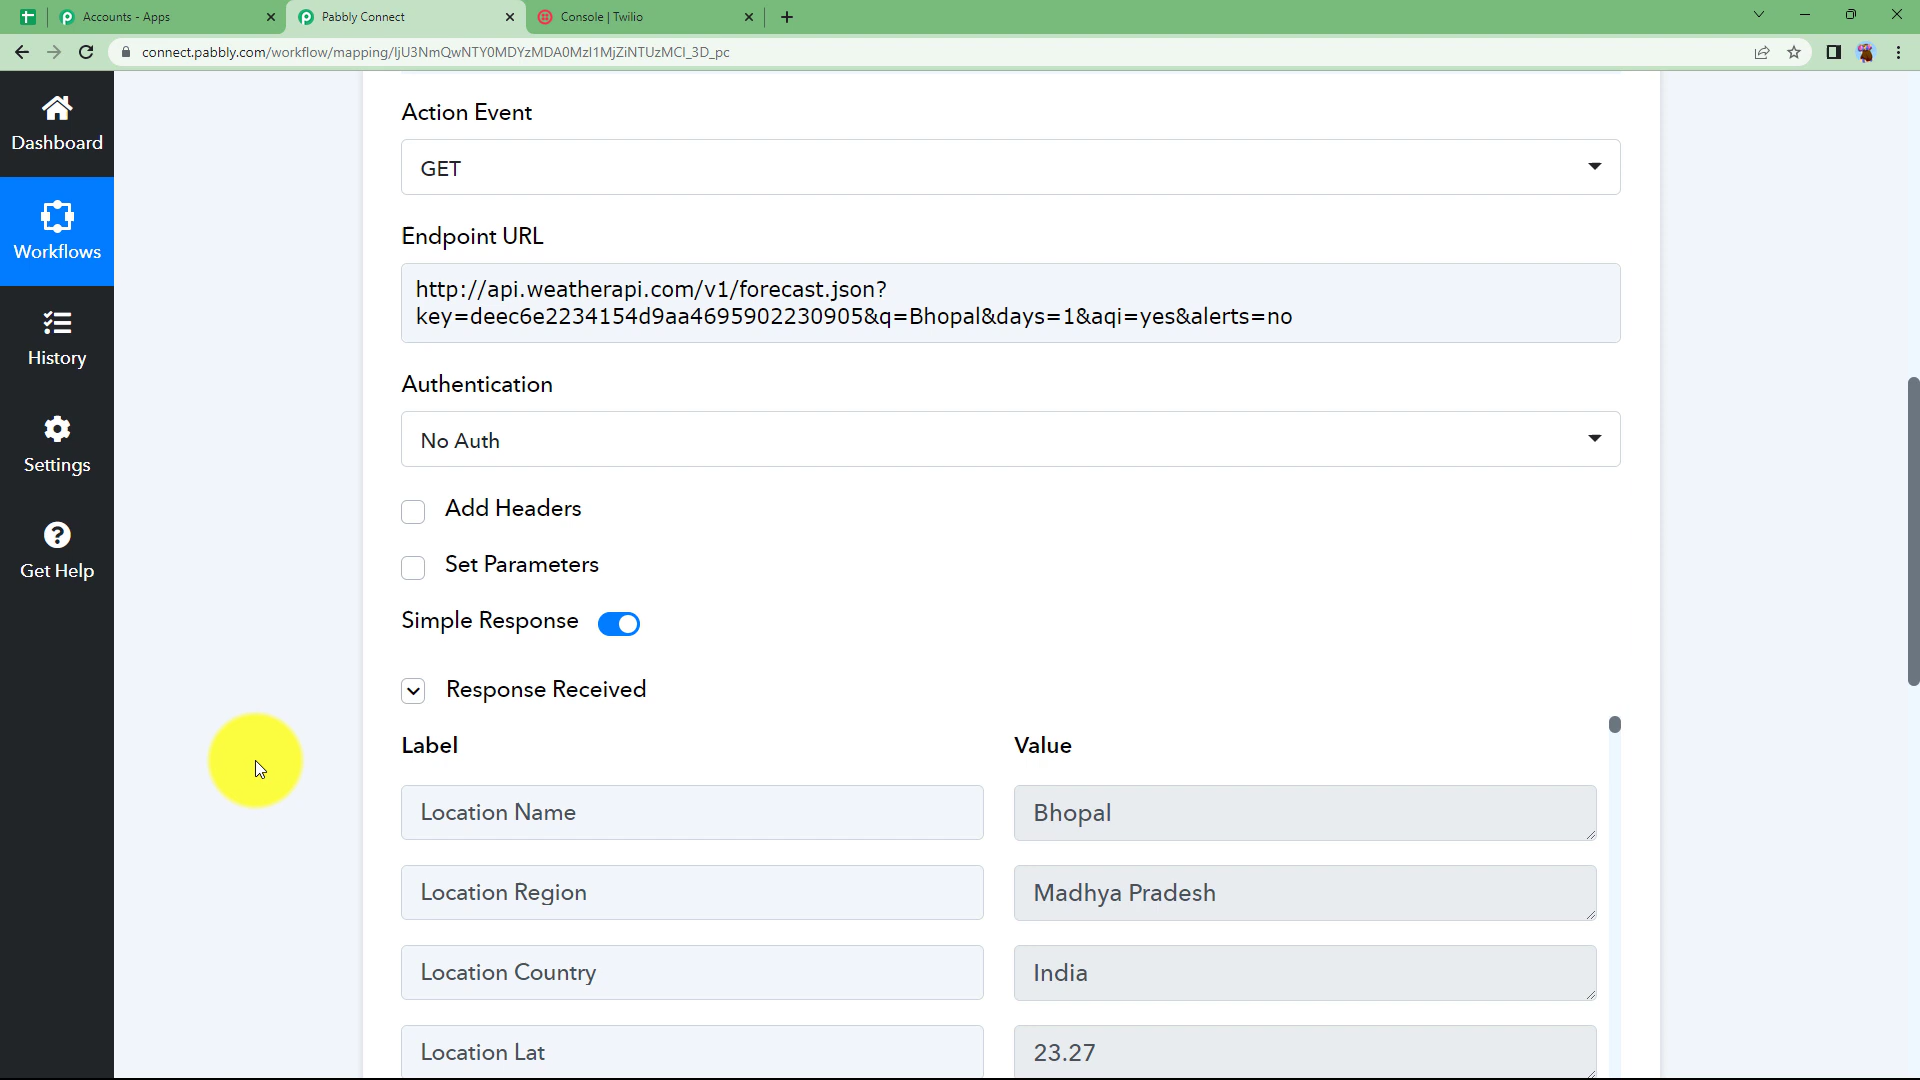 Accounts - Apps
Pabbly Connect
Console | Twilio
connect.pabbly.com/workflow/mapping/IjU3NmQwNTY0MDYzMDA0MzI1MjZiNTUzMCI_3D_pc
Dashboard
Workflows
History
Settings
Get Help
Action Event
GET
Endpoint URL
http://api.weatherapi.com/v1/forecast.json?
key=deec6e2234154d9aa4695902230905&q=Bhopal&days=1&aqi=yes&alerts=no
Authentication
No Auth
Add Headers
Set Parameters
Simple Response
Response Received
Label Value
Location Name Bhopal
Location Region Madhya Pradesh
Location Country India
Location Lat 23.27